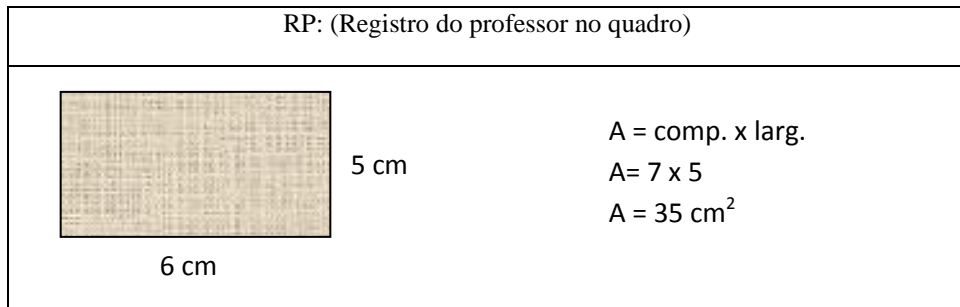 RP: (Registro do professor no quadro)
5 cm
A = comp. x larg.
A= 7 x 5
A = 35 cm²
6 cm